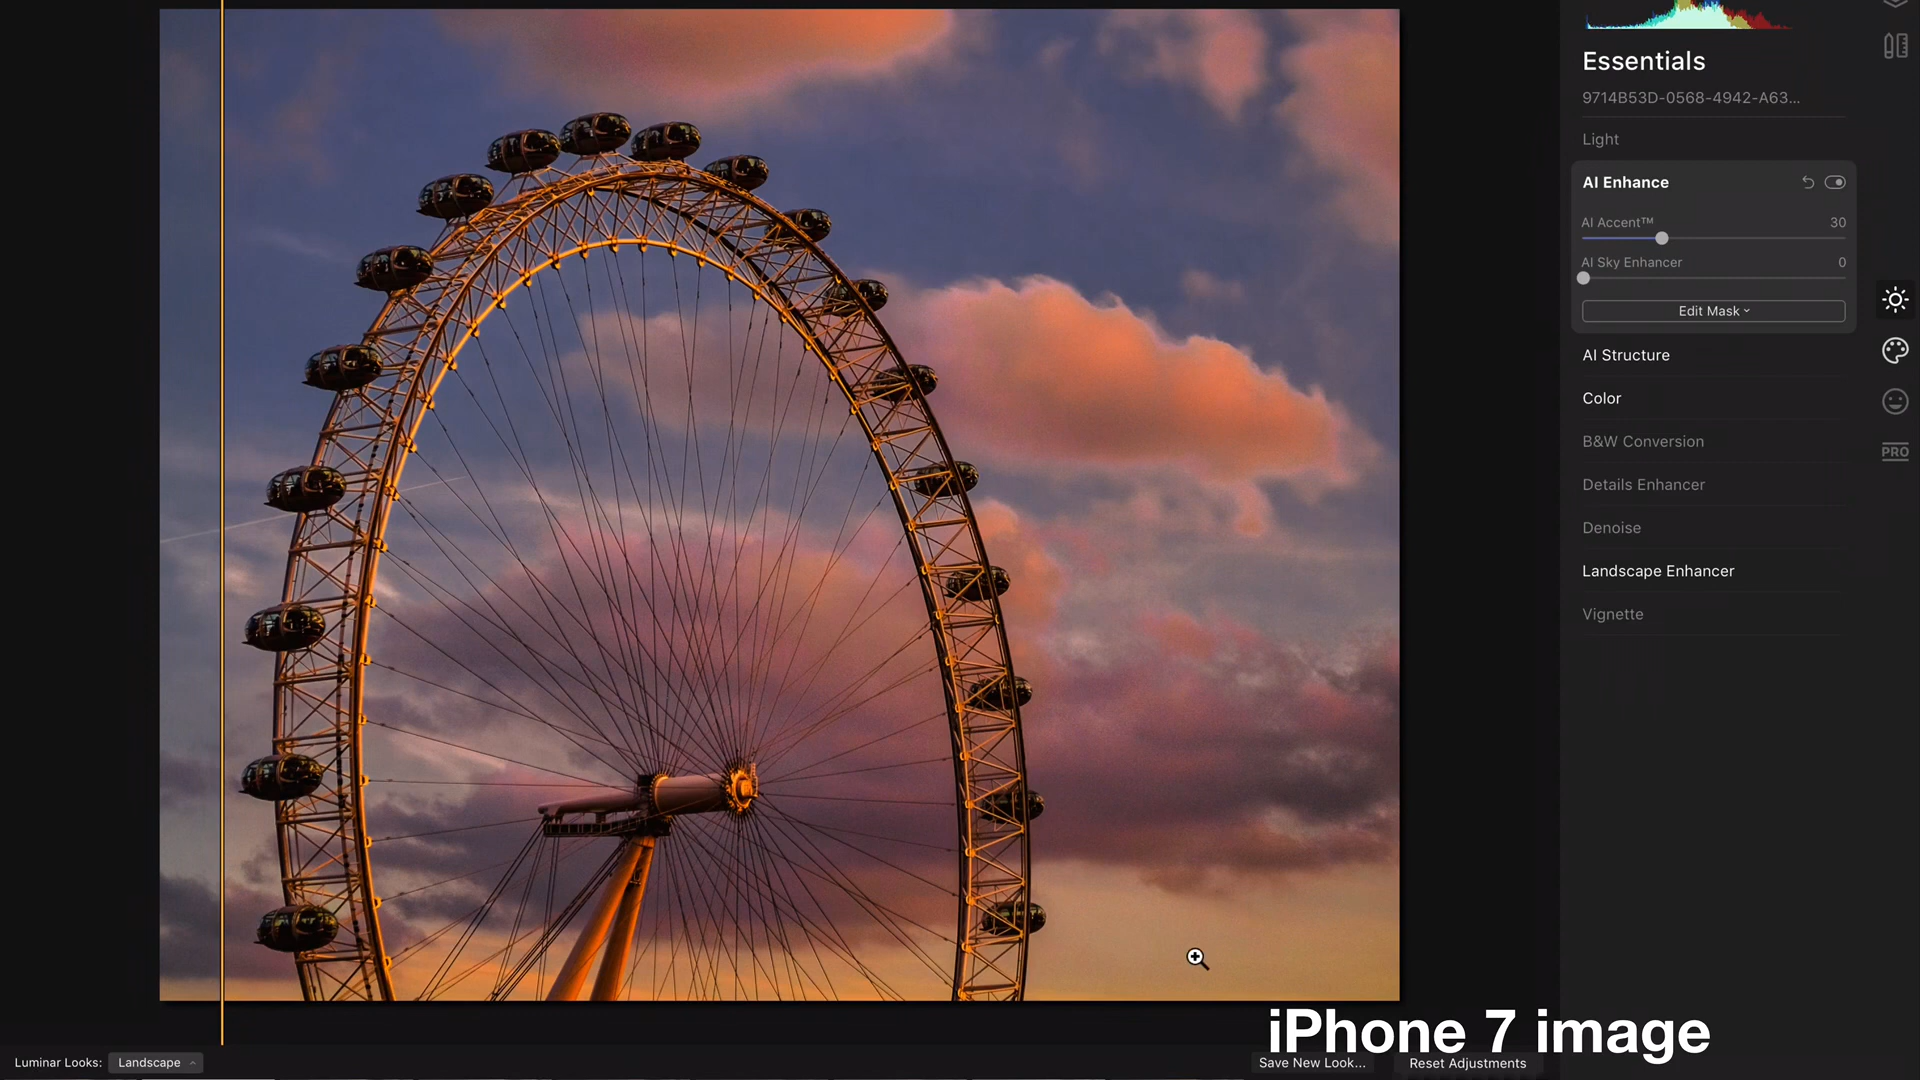 Essentials
9714B53D-0568-4942-A63...
Light
AI Enhance
AI Accent™ 30
AI Sky Enhancer 0
Edit Mask
AI Structure
Color
B&W Conversion
Details Enhancer
Denoise
Landscape Enhancer
Vignette
PRO
iPhone 7 image
Luminar Looks: Landscape
Save New Look...
Reset Adjustments